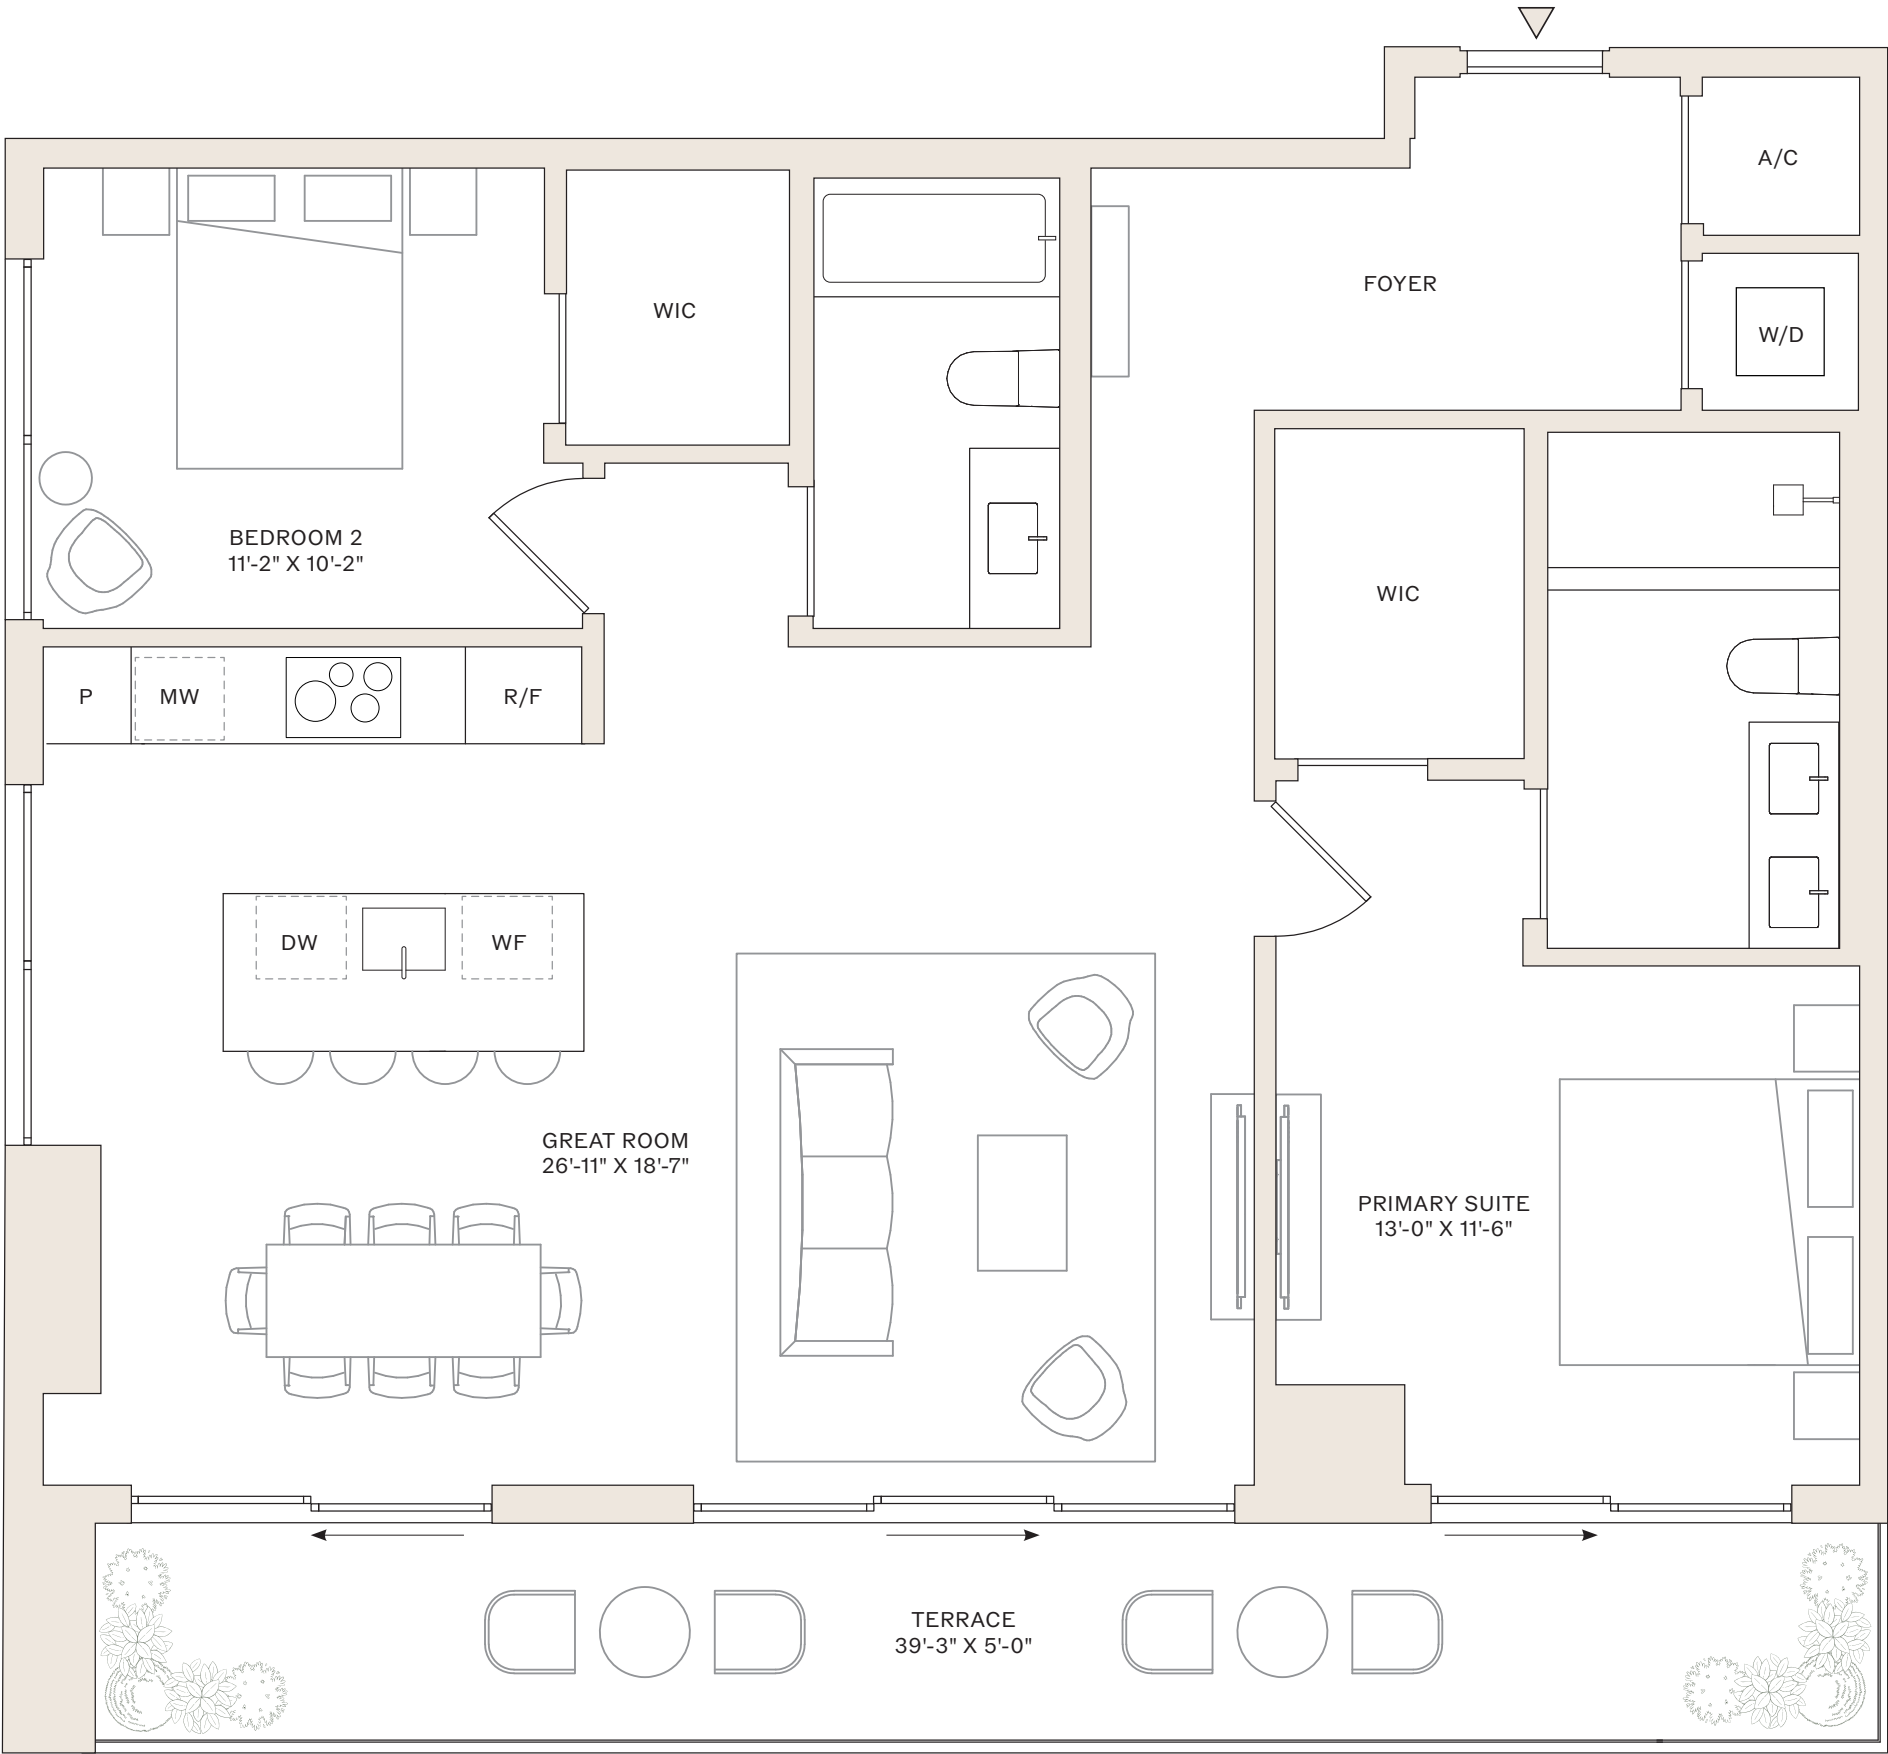 A/C
FOYER
WIC
W/D
BEDROOM 2
11'-2" X 10'-2"
WIC
P
MW
R/F
DW
WF
GREAT ROOM
26'-11" X 18'-7"
PRIMARY SUITE
13'-0" X 11'-6"
TERRACE
39'-3" X 5'-0"